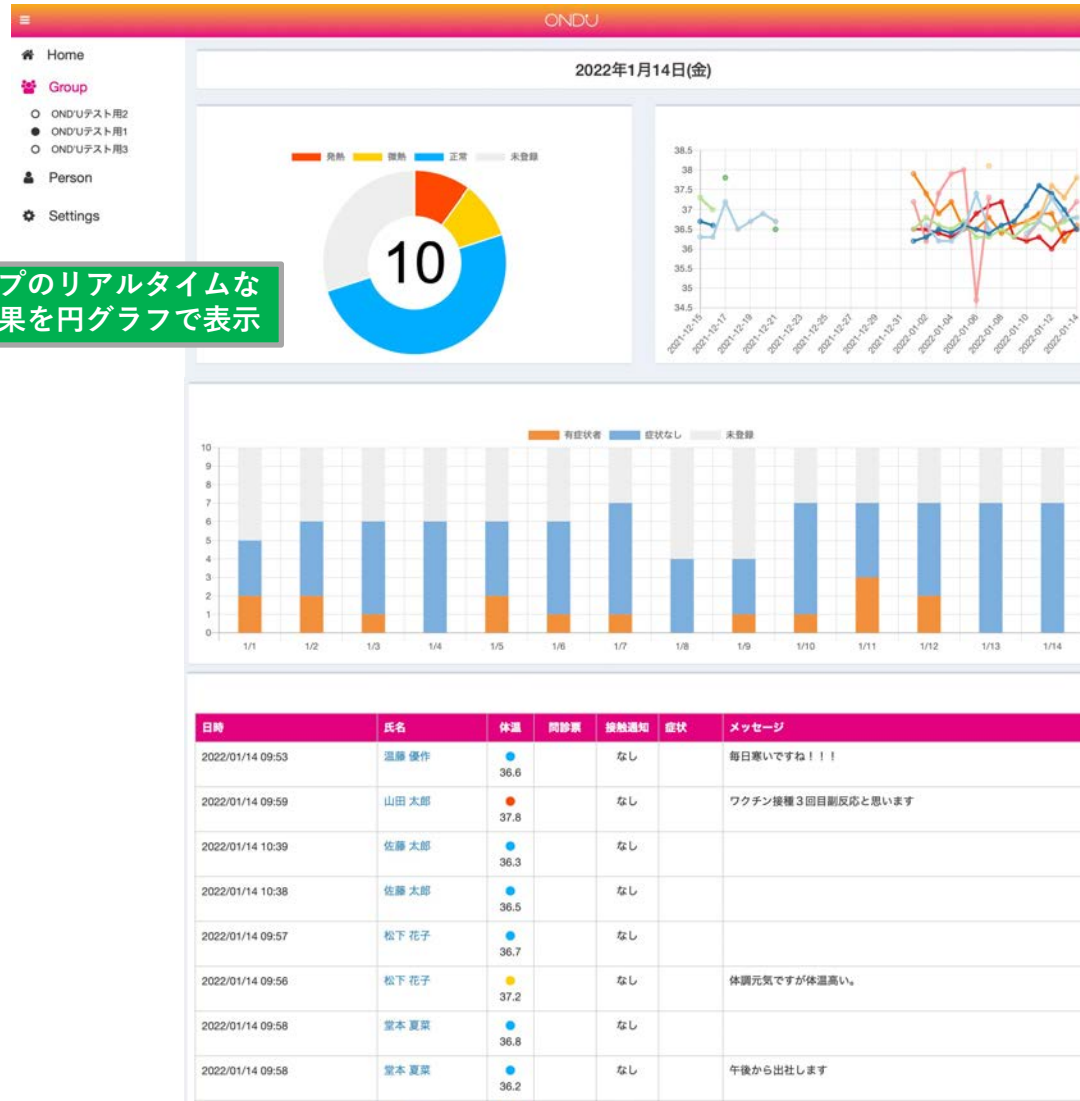 OND'U
Home
2022年1月14日(金)
Group
OND'Uテスト用2
OND'Uテスト用1
OND'Uテスト用3
Person
Settings
プのリアルタイムな
果を円グラフで表示
発熱 微熱 正常 未登録
10
38.5
38
37.5
37
36.5
36
35.5
35
34.5
2021-12-15 2021-12-17 2021-12-19 2021-12-21 2021-12-23 2021-12-25 2021-12-27 2021-12-29 2021-12-31 2022-01-02 2022-01-04 2022-01-06 2022-01-08 2022-01-10 2022-01-12 2022-01-14
有症状者 症状なし 未登録
10
9
8
7
6
5
4
3
2
1
0
1/1 1/2 1/3 1/4 1/5 1/6 1/7 1/8 1/9 1/10 1/11 1/12 1/13 1/14
日時 氏名 体温 問診票 接触通知 症状 メッセージ
2022/01/14 09:53 温藤 優作 なし 毎日寒いですね！！！
36.6
2022/01/14 09:59 山田 太郎 なし ワクチン接種３回目副反応と思います
37.8
2022/01/14 10:39 佐藤 太郎 なし
36.3
2022/01/14 10:38 佐藤 太郎 なし
36.5
2022/01/14 09:57 松下 花子 なし
36.7
2022/01/14 09:56 松下 花子 なし 体調元気ですが体温高い。
37.2
2022/01/14 09:58 堂本 夏菜 なし
36.8
2022/01/14 09:58 堂本 夏菜 なし 午後から出社します
36.2